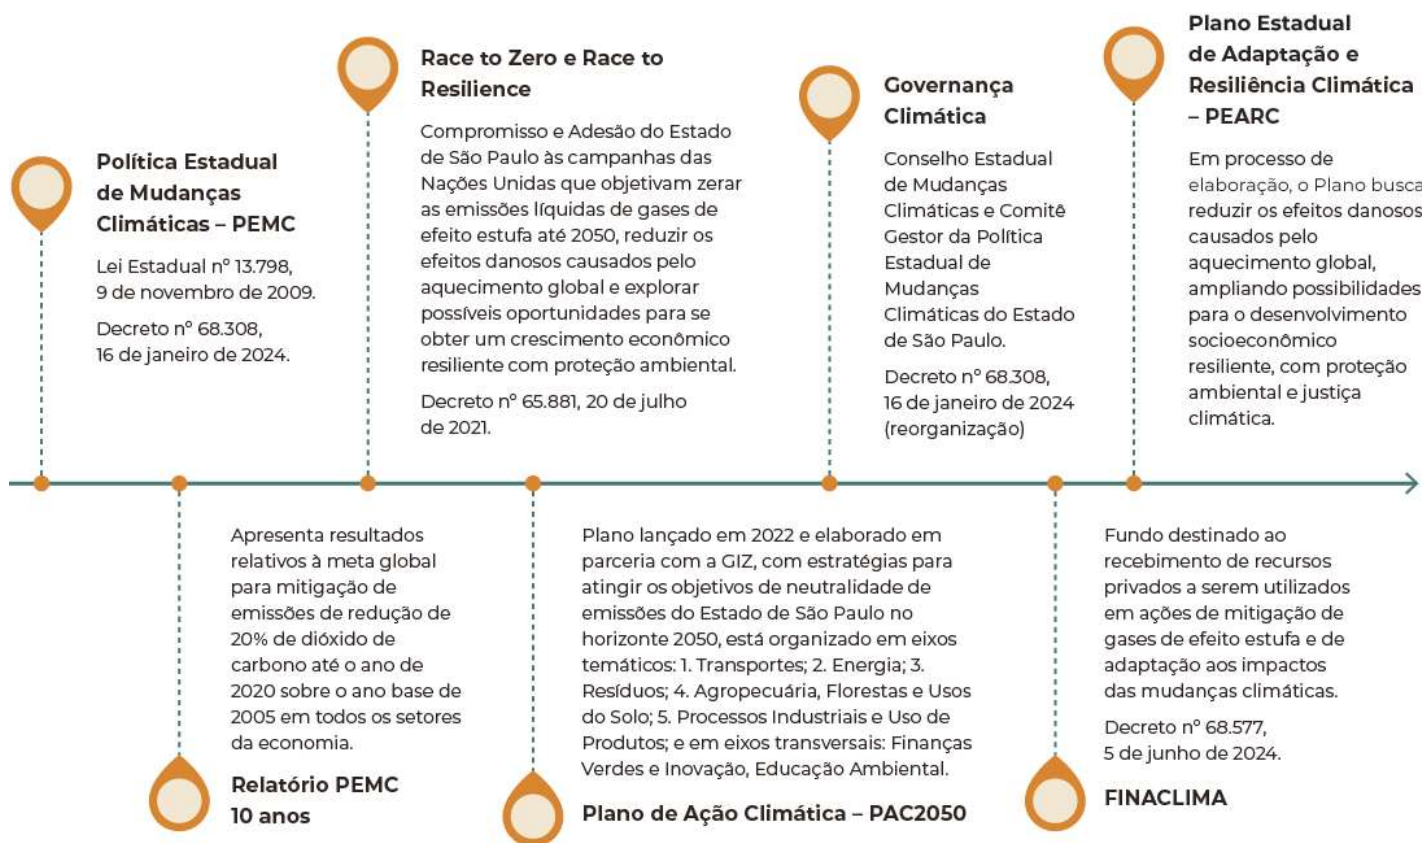 Política Estadual
de Mudanças
Climáticas – PEMC
Lei Estadual nº 13.798,
9 de novembro de 2009.
Decreto nº 68.308,
16 de janeiro de 2024.
Apresenta resultados
relativos à meta global
para mitigação de
emissões de redução de
20% de dióxido de
carbono até o ano de
2020 sobre o ano base de
2005 em todos os setores
da economia.
Relatório PEMC
10 anos
Race to Zero e Race to
Resilience
Compromisso e Adesão do Estado
de São Paulo às campanhas das
Nações Unidas que objetivam zerar
as emissões líquidas de gases de
efeito estufa até 2050, reduzir os
efeitos danosos causados pelo
aquecimento global e explorar
possíveis oportunidades para se
obter um crescimento econômico
resiliente com proteção ambiental.
Decreto nº 65.881, 20 de julho
de 2021.
Plano lançado em 2022 e elaborado em
parceria com a GIZ, com estratégias para
atingir os objetivos de neutralidade de
emissões do Estado de São Paulo no
horizonte 2050, está organizado em eixos
temáticos: 1. Transportes; 2. Energia; 3.
Resíduos; 4. Agropecuária, Florestas e Usos
do Solo; 5. Processos Industriais e Uso de
Produtos; e em eixos transversais: Finanças
Verdes e Inovação, Educação Ambiental.
Plano de Ação Climática – PAC2050
Governança
Climática
Conselho Estadual
de Mudanças
Climáticas e Comitê
Gestor da Política
Estadual de
Mudanças
Climáticas do Estado
de São Paulo.
Decreto nº 68.308,
16 de janeiro de 2024
(reorganização)
Fundo destinado ao
recebimento de recursos
privados a serem utilizados
em ações de mitigação de
gases de efeito estufa e de
adaptação aos impactos
das mudanças climáticas.
Decreto nº 68.577,
5 de junho de 2024.
FINACLIMA
Plano Estadual
de Adaptação e
Resiliência Climática
– PEARC
Em processo de
elaboração, o Plano busca
reduzir os efeitos danosos
causados pelo
aquecimento global,
ampliando possibilidades
para o desenvolvimento
socioeconômico
resiliente, com proteção
ambiental e justiça
climática.